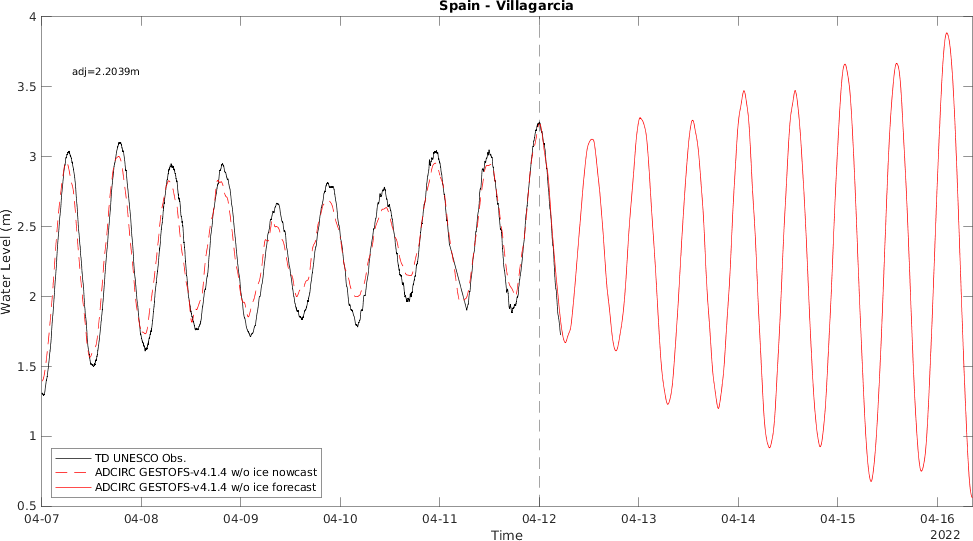 Spain - Villagarcia
4
3.5
3
2.5
2
1.5
1
0.5
Water Level (m)
adj=2.2039m
TD UNESCO Obs.
ADCIRC GESTOFS-v4.1.4 w/o ice nowcast
ADCIRC GESTOFS-v4.1.4 w/o ice forecast
04-07 04-08 04-09 04-10 04-11 04-12 04-13 04-14 04-15 04-16
Time
2022